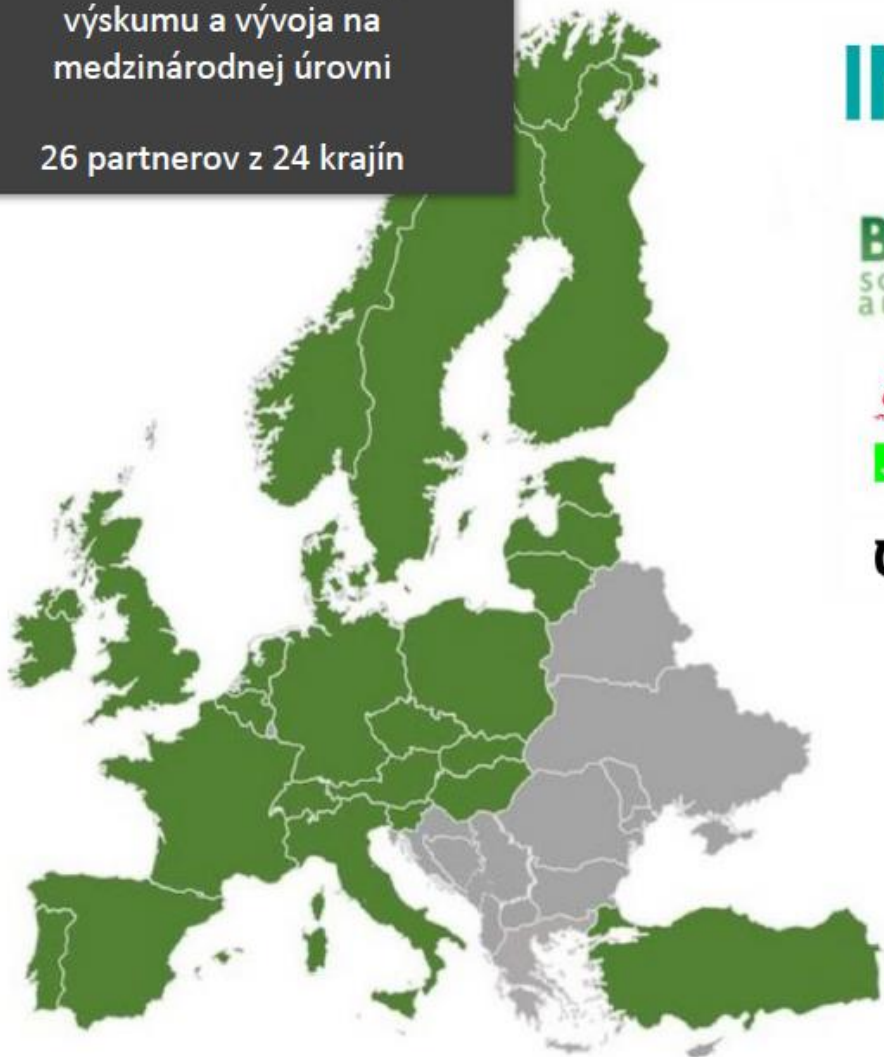 výskumu a vývoja na
medzinárodnej úrovni
26 partnerov z 24 krajín